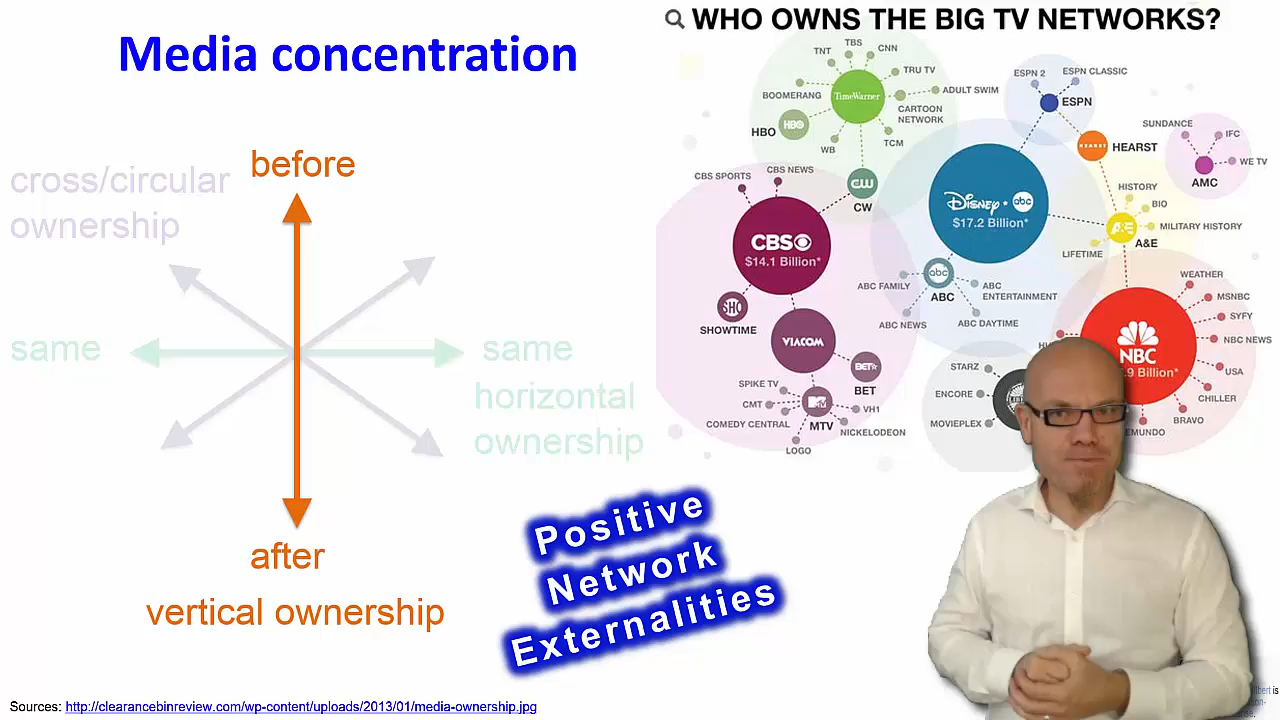 Media concentration
before
cross/circular
ownership
same
same
horizontal
ownership
after
vertical ownership
Positive
Network
Externalities
Sources: http://clearancebinreview.com/wp-content/uploads/2013/01/media-ownership.jpg
WHO OWNS THE BIG TV NETWORKS?
TBS
CNN
TNT
TRU TV
BOOMERANG
TimeWarner
ADULT SWIM
CARTOON
NETWORK
HBO
HBO
WB
TCM
ESPN 2
ESPN CLASSIC
ESPN
HEARST
HEARST
SUNDANCE
IFC
WE TV
AMC
CBS SPORTS
CBS NEWS
CW
CW
Disney • abc
$17.2 Billion*
HISTORY
BIO
MILITARY HISTORY
A&E
A&E
LIFETIME
CBS
$14.1 Billion*
ABC FAMILY
abc
ABC
ABC
ENTERTAINMENT
ABC NEWS
ABC DAYTIME
SHO
SHOWTIME
VIACOM
BET
BET
SPIKE TV
CMT
COMEDY CENTRAL
MTV
MTV
VH1
NICKELODEON
LOGO
STARZ
ENCORE
MOVIEPLEX
WEATHER
MSNBC
SYFY
NBC NEWS
NBC
.9 Billion*
USA
CHILLER
BRAVO
EMUNDO